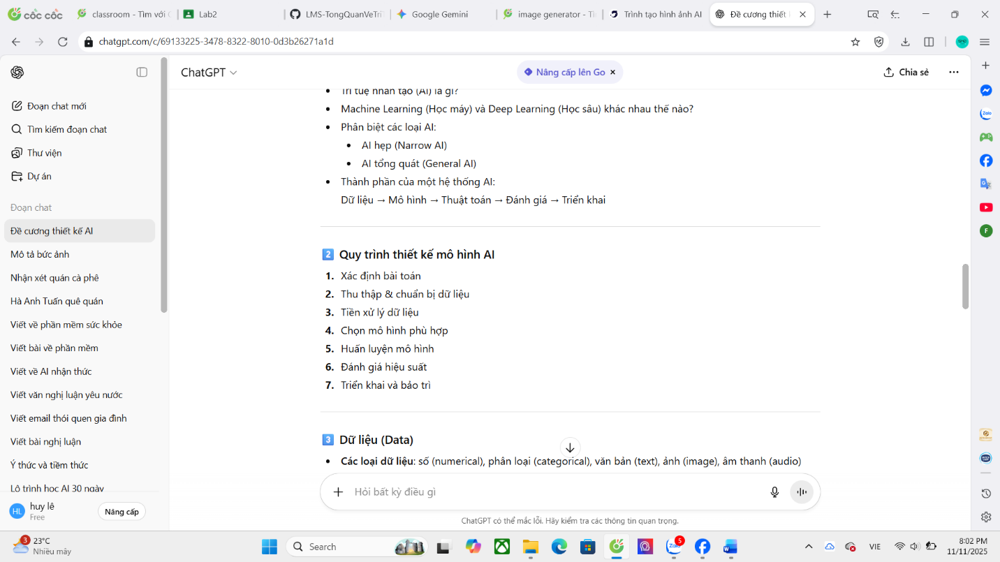 cốc cốc
classroom - Tìm với C
Lab2
LMS-TongQuanVeTri
Google Gemini
image generator - Tì
Trình tạo hình ảnh AI
Đề cương thiết k
chatgpt.com/c/69133225-3478-8322-8010-0d3b26271a1d
ChatGPT
Nâng cấp lên Go
Chia sẻ
Đoạn chat mới
Tìm kiếm đoạn chat
Thư viện
Dự án
Đoạn chat
Đề cương thiết kế AI
Mô tả bức ảnh
Nhận xét quán cà phê
Hà Anh Tuấn quê quán
Viết về phần mềm sức khỏe
Viết bài về phần mềm
Viết về AI nhận thức
Viết văn nghị luận yêu nước
Viết email thói quen gia đình
Viết bài nghị luận
Ý thức và tiềm thức
Lộ trình học AI 30 ngày
HL
huy lê
Free
Nâng cấp
Trí tuệ nhân tạo (AI) là gì?
Machine Learning (Học máy) và Deep Learning (Học sâu) khác nhau thế nào?
Phân biệt các loại AI:
AI hẹp (Narrow AI)
AI tổng quát (General AI)
Thành phần của một hệ thống AI:
Dữ liệu → Mô hình → Thuật toán → Đánh giá → Triển khai
2 Quy trình thiết kế mô hình AI
1. Xác định bài toán
2. Thu thập & chuẩn bị dữ liệu
3. Tiền xử lý dữ liệu
4. Chọn mô hình phù hợp
5. Huấn luyện mô hình
6. Đánh giá hiệu suất
7. Triển khai và bảo trì
3 Dữ liệu (Data)
Các loại dữ liệu: số (numerical), phân loại (categorical), văn bản (text), ảnh (image), âm thanh (audio)
Hỏi bất kỳ điều gì
ChatGPT có thể mắc lỗi. Hãy kiểm tra các thông tin quan trọng.
Zalo
F
3
23°C
Nhiều mây
Search
Zalo
5
VIE
8:02 PM
11/11/2025